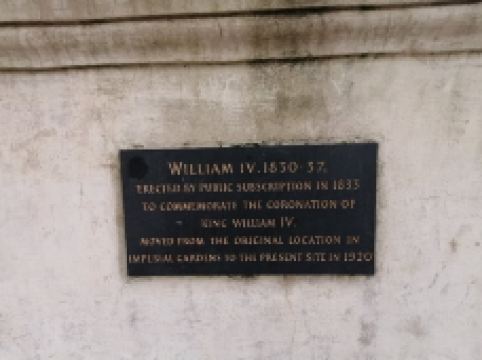 WILLIAM IV. 1830-37.
ERECTED BY PUBLIC SUBSCRIPTION IN 1833
TO COMMEMORATE THE CORONATION OF
KING WILLIAM IV.
MOVED FROM THE ORIGINAL LOCATION IN
IMPERIAL GARDENS TO THE PRESENT SITE IN 1920